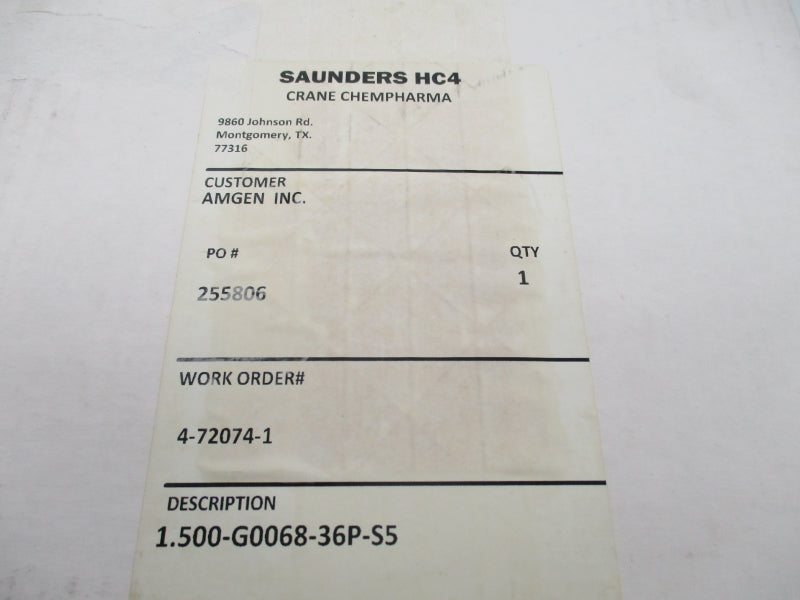 SAUNDERS HC4
CRANE CHEMPHARMA
9860 Johnson Rd.
Montgomery, TX.
77316
CUSTOMER
AMGEN INC.
PO # QTY
255806 1
WORK ORDER#
4-72074-1
DESCRIPTION
1.500-G0068-36P-S5